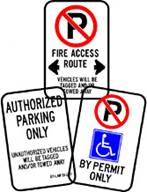 P
FIRE ACCESS
ROUTE
VEHICLES WILL BE
TAGGED AND/OR
TOWED AWAY
AUTHORIZED
PARKING
ONLY
UNAUTHORIZED VEHICLES
WILL BE TAGGED
AND/OR TOWED AWAY
P
BY PERMIT
ONLY